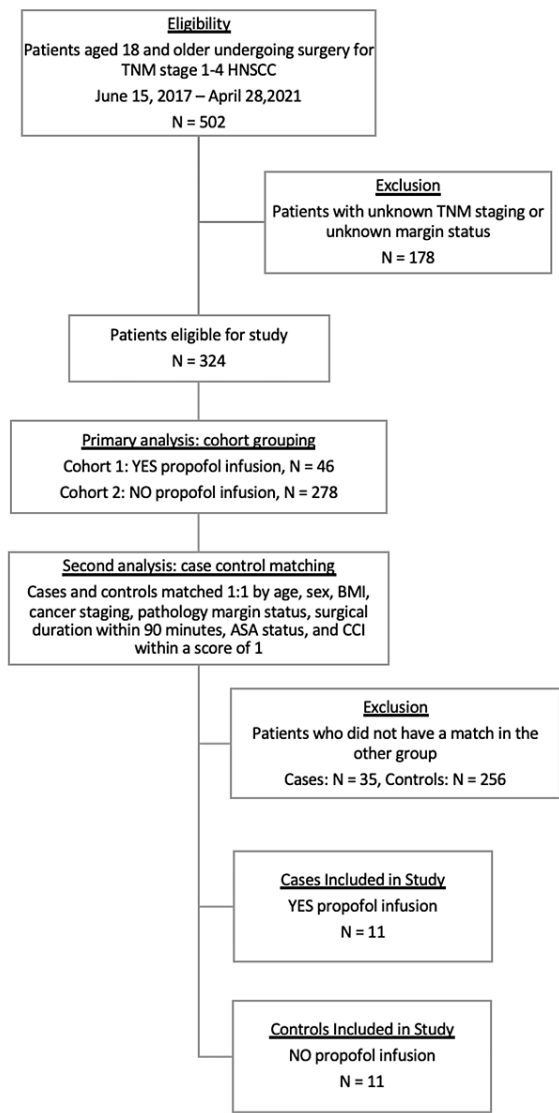 Eligibility
Patients aged 18 and older undergoing surgery for
TNM stage 1-4 HNSCC
June 15, 2017 – April 28,2021
N = 502
Exclusion
Patients with unknown TNM staging or
unknown margin status
N = 178
Patients eligible for study
N = 324
Primary analysis: cohort grouping
Cohort 1: YES propofol infusion, N = 46
Cohort 2: NO propofol infusion, N = 278
Second analysis: case control matching
Cases and controls matched 1:1 by age, sex, BMI,
cancer staging, pathology margin status, surgical
duration within 90 minutes, ASA status, and CCI
within a score of 1
Exclusion
Patients who did not have a match in the
other group
Cases: N = 35, Controls: N = 256
Cases Included in Study
YES propofol infusion
N = 11
Controls Included in Study
NO propofol infusion
N = 11